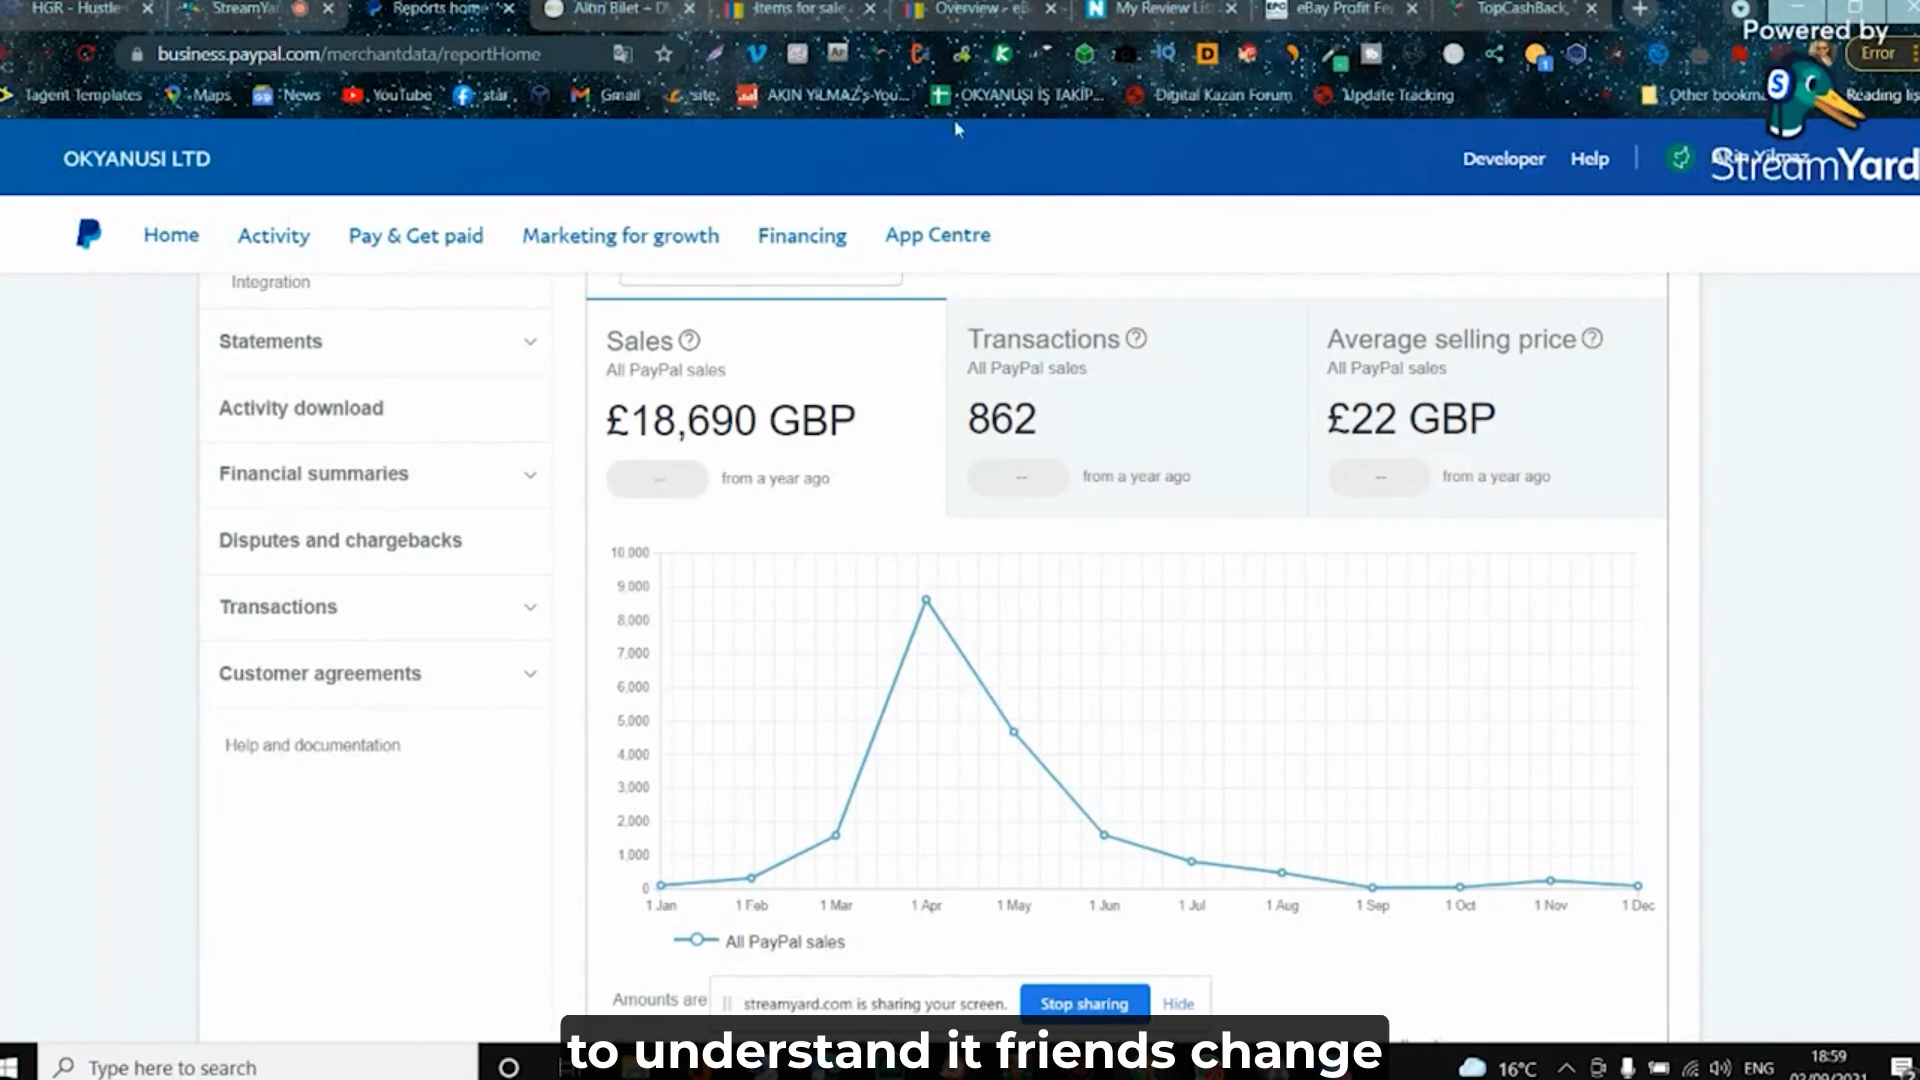 HGR - Hustle
StreamYar
Reports home
Altin Bilet - D
Items for sale
Overview - eB
My Review List
eBay Profit Fe
TopCashBack
Powered by
business.paypal.com/merchantdata/reportHome
Error
Tagent Templates
Maps
News
YouTube
star
Gmail
site.
AKIN YILMAZ's-You...
OKYANUSI İŞ TAKİP...
Digital Kazan Forum
Update Tracking
Other bookma
Reading lis
OKYANUSI LTD
Developer
Help
Akin Yilmaz
StreamYard
Home
Activity
Pay & Get paid
Marketing for growth
Financing
App Centre
Integration
Statements
Activity download
Financial summaries
Disputes and chargebacks
Transactions
Customer agreements
Help and documentation
Sales
All PayPal sales
£18,690 GBP
-- from a year ago
Transactions
All PayPal sales
862
-- from a year ago
Average selling price
All PayPal sales
£22 GBP
-- from a year ago
10,000
9,000
8,000
7,000
6,000
5,000
4,000
3,000
2,000
1,000
0
1 Jan 1 Feb 1 Mar 1 Apr 1 May 1 Jun 1 Jul 1 Aug 1 Sep 1 Oct 1 Nov 1 Dec
All PayPal sales
Amounts are
streamyard.com is sharing your screen.
Stop sharing
Hide
to understand it friends change
Type here to search
16°C
ENG
18:59